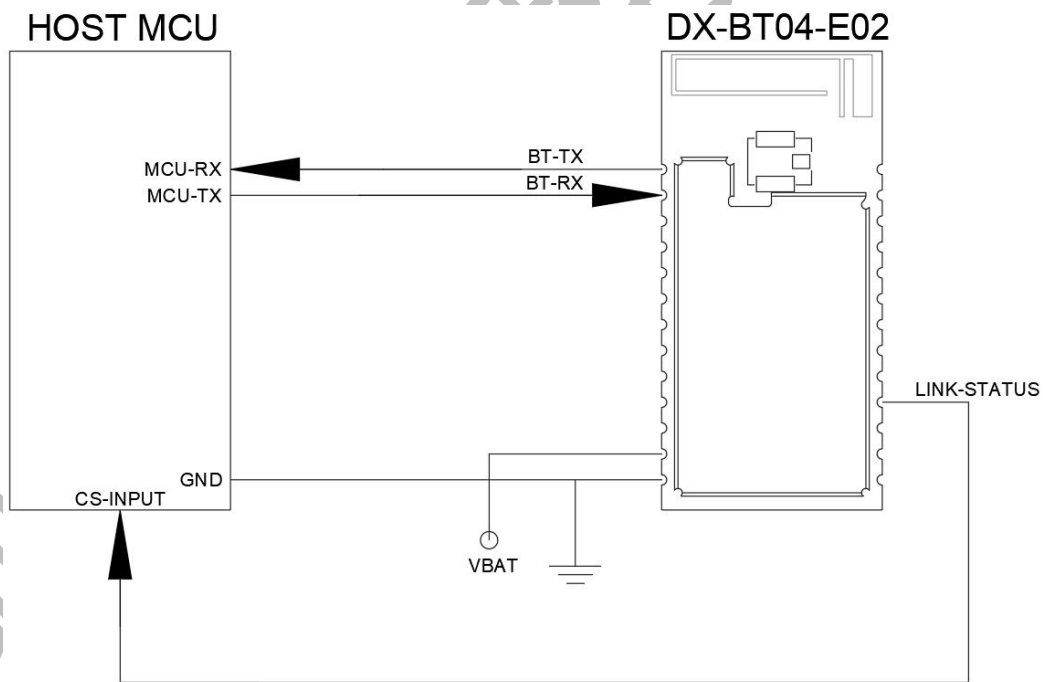 HOST MCU
DX-BT04-E02
BT-TX
MCU-RX
BT-RX
MCU-TX
LINK-STATUS
GND
CS-INPUT
VBAT